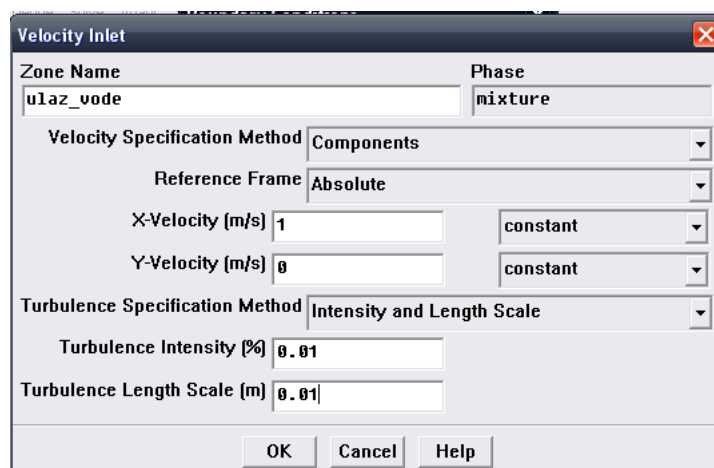 Velocity Inlet
Zone Name Phase
ulaz_vode mixture
Velocity Specification Method Components
Reference Frame Absolute
X-Velocity (m/s) 1 constant
Y-Velocity (m/s) 0 constant
Turbulence Specification Method Intensity and Length Scale
Turbulence Intensity (%) 0.01
Turbulence Length Scale (m) 0.01
OK Cancel Help